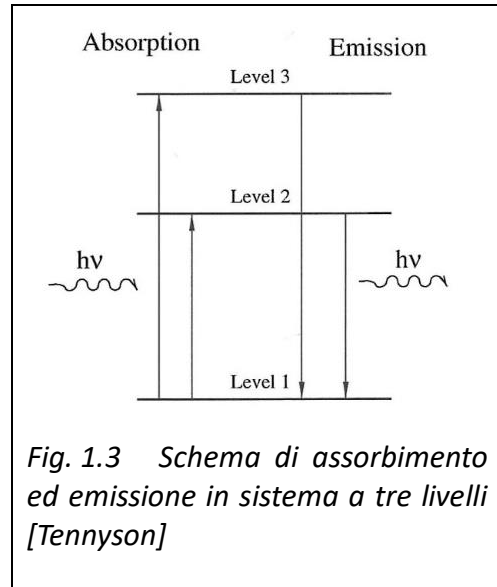 Absorption Emission
Level 3
Level 2
hν hν
Level 1
Fig. 1.3 Schema di assorbimento
ed emissione in sistema a tre livelli
[Tennyson]